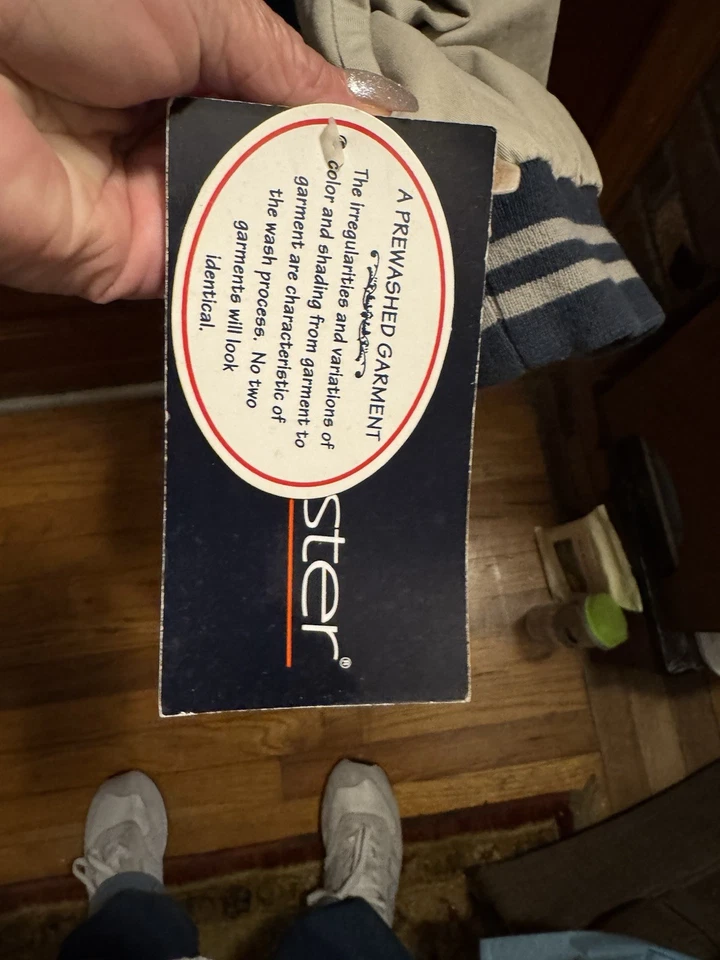 A PREWASHED GARMENT
The irregularities and variations of
color and shading from garment to
garment are characteristic of
the wash process. No two
garments will look
identical.
ster®